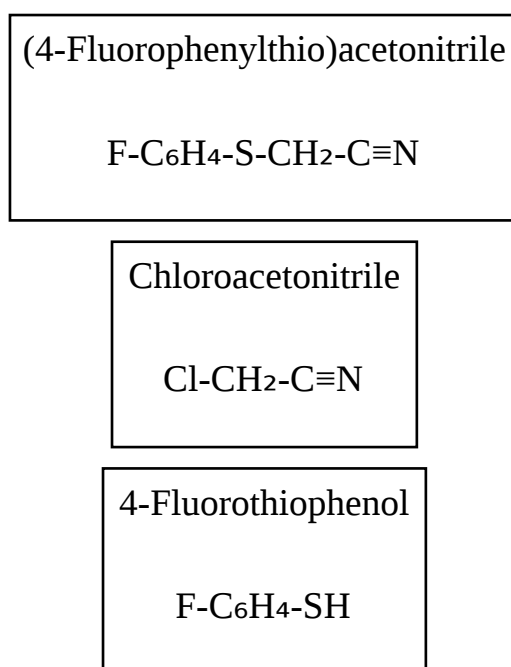 (4-Fluorophenylthio)acetonitrile
F-C₆H₄-S-CH₂-C≡N
Chloroacetonitrile
Cl-CH₂-C≡N
4-Fluorothiophenol
F-C₆H₄-SH